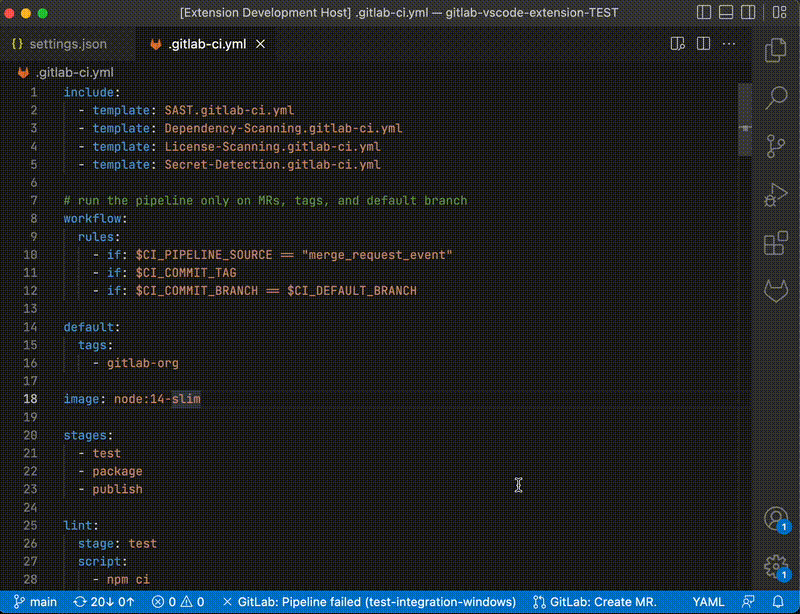 [Extension Development Host] .gitlab-ci.yml — gitlab-vscode-extension-TEST
{} settings.json
.gitlab-ci.yml ×
.gitlab-ci.yml
1 include:
2 - template: SAST.gitlab-ci.yml
3 - template: Dependency-Scanning.gitlab-ci.yml
4 - template: License-Scanning.gitlab-ci.yml
5 - template: Secret-Detection.gitlab-ci.yml
6
7 # run the pipeline only on MRs, tags, and default branch
8 workflow:
9 rules:
10 - if: $CI_PIPELINE_SOURCE == "merge_request_event"
11 - if: $CI_COMMIT_TAG
12 - if: $CI_COMMIT_BRANCH == $CI_DEFAULT_BRANCH
13
14 default:
15 tags:
16 - gitlab-org
17
18 image: node:14-slim
19
20 stages:
21 - test
22 - package
23 - publish
24
25 lint:
26 stage: test
27 script:
28 - npm ci
1
1
main 20↓ 0↑ 0 0 × GitLab: Pipeline failed (test-integration-windows) GitLab: Create MR. YAML